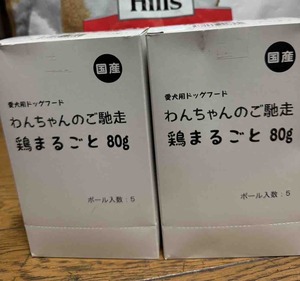 Hill's
国産
愛犬用ドッグフード
わんちゃんのご馳走
鶏まるごと 80g
ボール入数:5
国産
愛犬用ドッグフード
わんちゃんのご馳走
鶏まるごと 80g
ボール入数:5